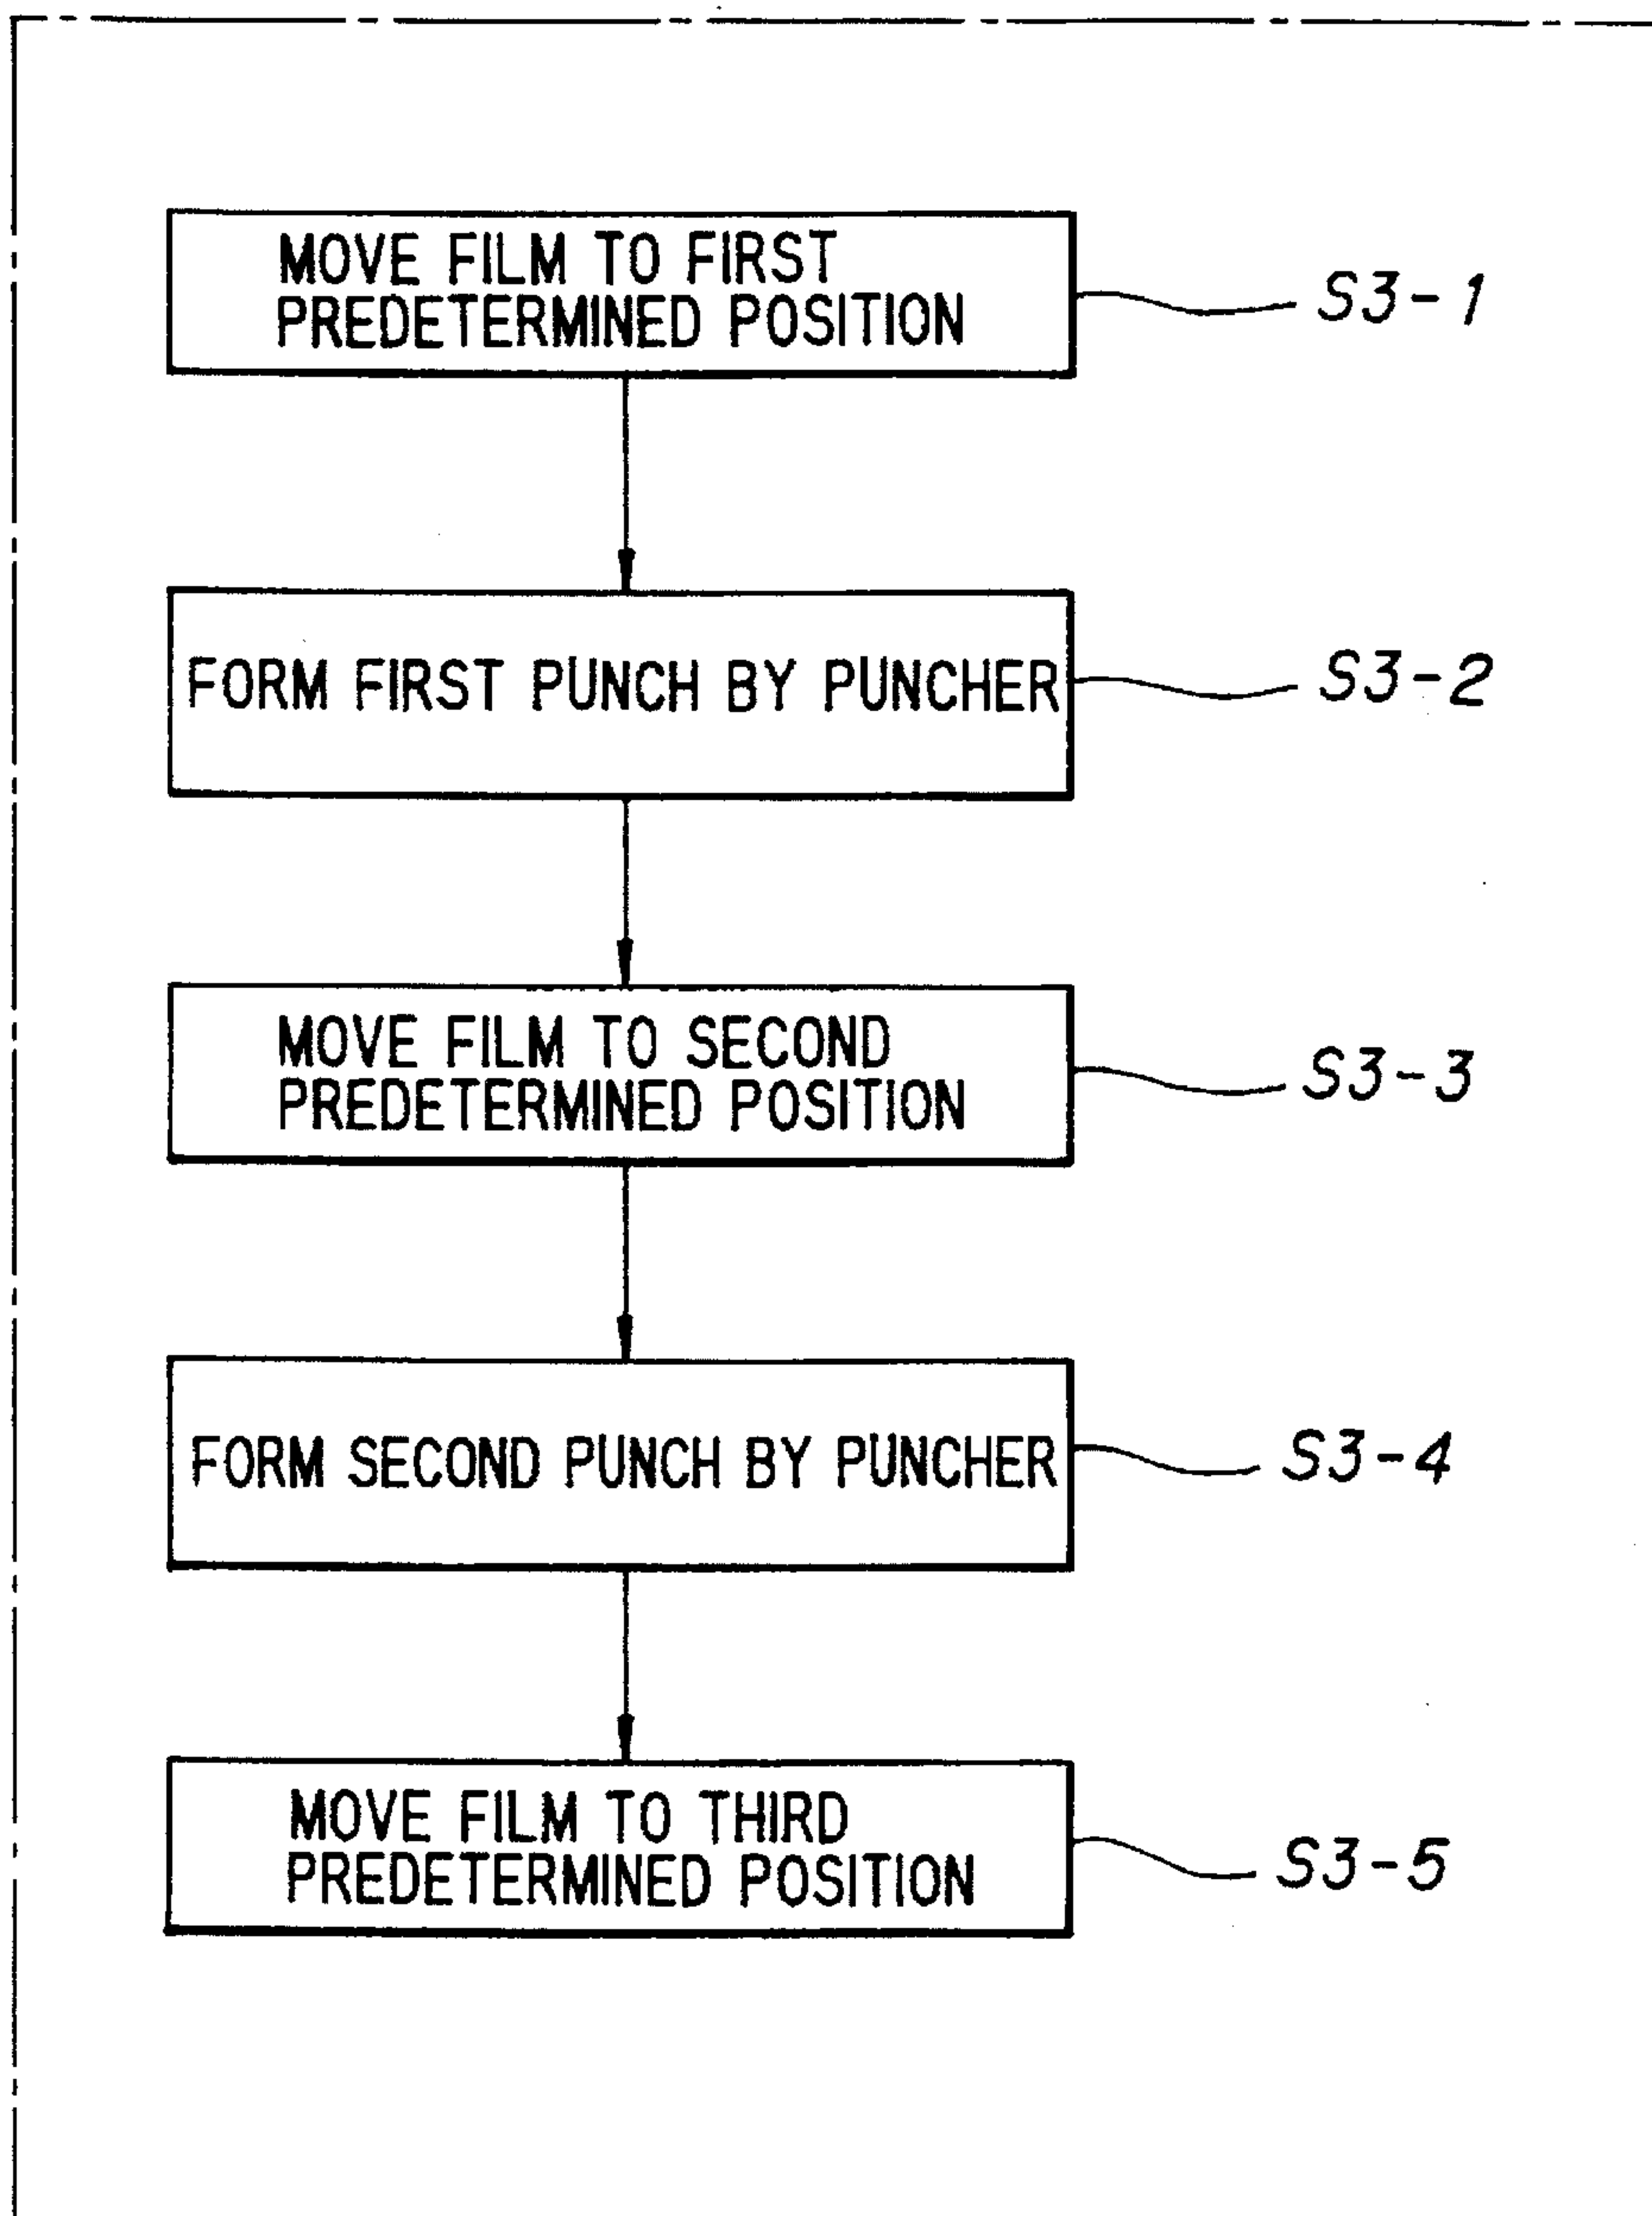 MOVE FILM TO FIRST
PREDETERMINED POSITION
S3-1
FORM FIRST PUNCH BY PUNCHER
S3-2
MOVE FILM TO SECOND
PREDETERMINED POSITION
S3-3
FORM SECOND PUNCH BY PUNCHER
S3-4
MOVE FILM TO THIRD
PREDETERMINED POSITION
S3-5